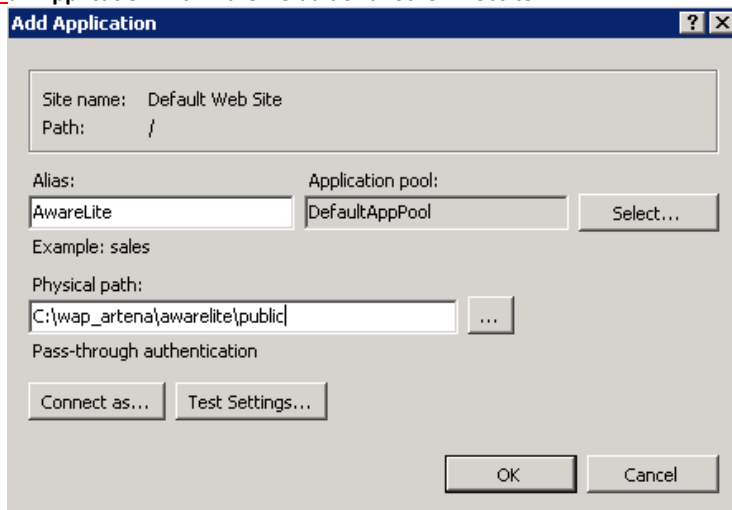 Add Application
Site name: Default Web Site
Path: /
Alias: Application pool:
AwareLite DefaultAppPool Select...
Example: sales
Physical path:
C:\wap_artena\awarelite\public ...
Pass-through authentication
Connect as... Test Settings...
OK Cancel